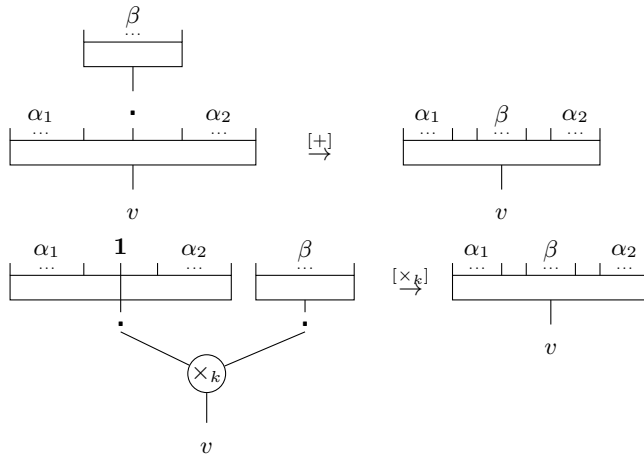 β
...
α₁ α₂
... ...
v
[+]
→
α₁ β α₂
... ... ...
v
α₁ 1 α₂ β
... ... ...
×ₖ
v
[×ₖ]
→
α₁ β α₂
... ... ...
v